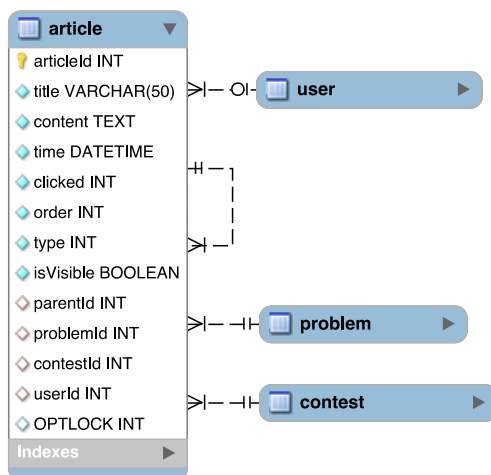 article
articleId INT
title VARCHAR(50)
content TEXT
time DATETIME
clicked INT
order INT
type INT
isVisible BOOLEAN
parentId INT
problemId INT
contestId INT
userId INT
OPTLOCK INT
Indexes
user
problem
contest